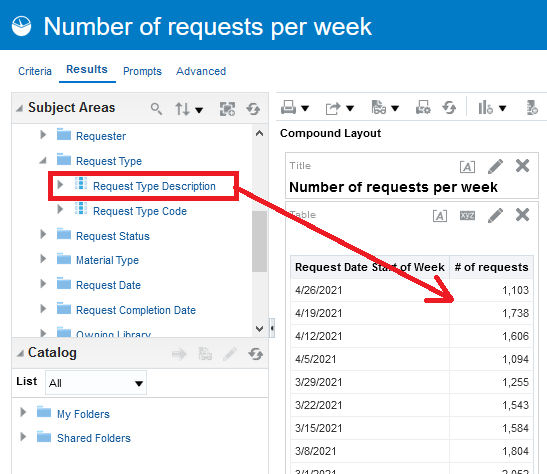 Number of requests per week
Criteria Results Prompts Advanced
Subject Areas
Requester
Request Type
Request Type Description
Request Type Code
Request Status
Material Type
Request Date
Request Completion Date
Owning Library
Catalog
List All
My Folders
Shared Folders
Compound Layout
Title
Number of requests per week
Table
xyz
Request Date Start of Week # of requests
4/26/2021 1,103
4/19/2021 1,738
4/12/2021 1,606
4/5/2021 1,094
3/29/2021 1,255
3/22/2021 1,543
3/15/2021 1,584
3/8/2021 1,804
3/1/2021 2,052